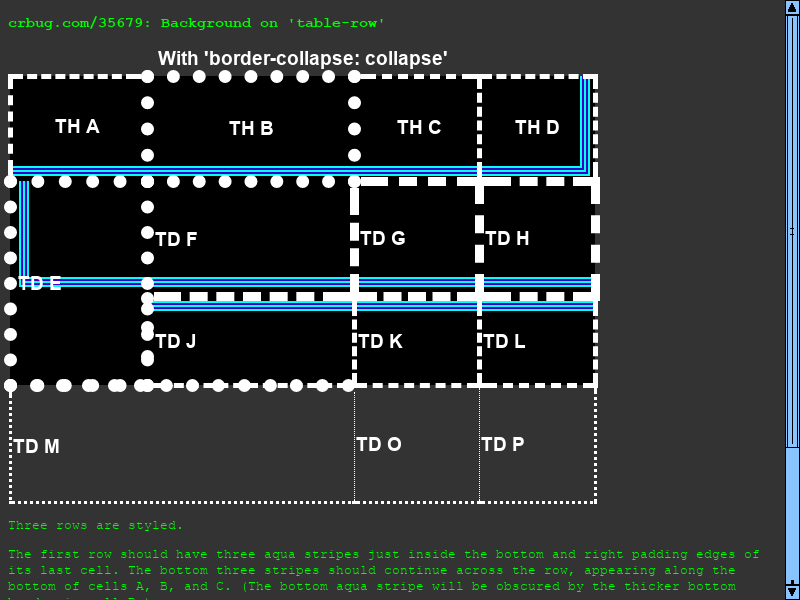 crbug.com/35679: Background on 'table-row'
With 'border-collapse: collapse'
TH A
TH B
TH C
TH D
TD E
TD F
TD G
TD H
TD J
TD K
TD L
TD M
TD O
TD P
Three rows are styled.
The first row should have three aqua stripes just inside the bottom and right padding edges of
its last cell. The bottom three stripes should continue across the row, appearing along the
bottom of cells A, B, and C. (The bottom aqua stripe will be obscured by the thicker bottom